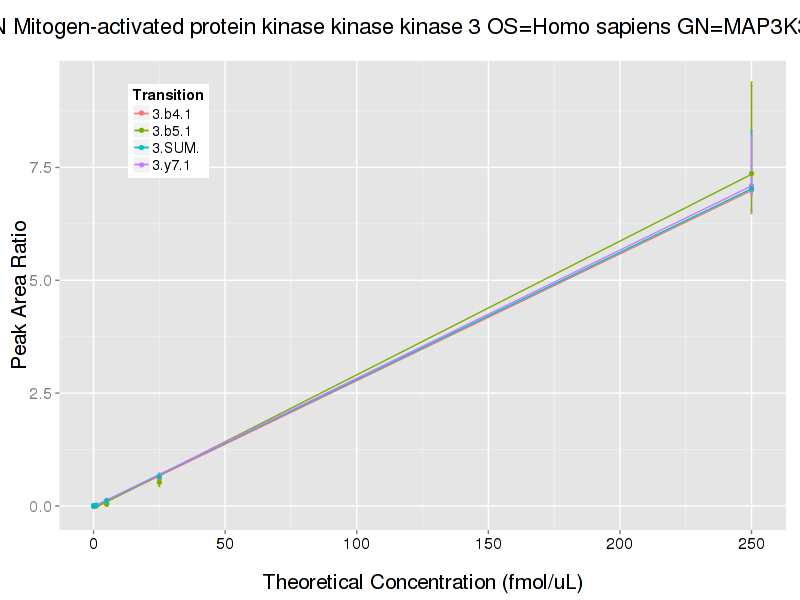 N Mitogen-activated protein kinase kinase kinase 3 OS=Homo sapiens GN=MAP3K3
Transition
3.b4.1
3.b5.1
3.SUM.
3.y7.1
Peak Area Ratio
7.5
5.0
2.5
0.0
0 50 100 150 200 250
Theoretical Concentration (fmol/uL)